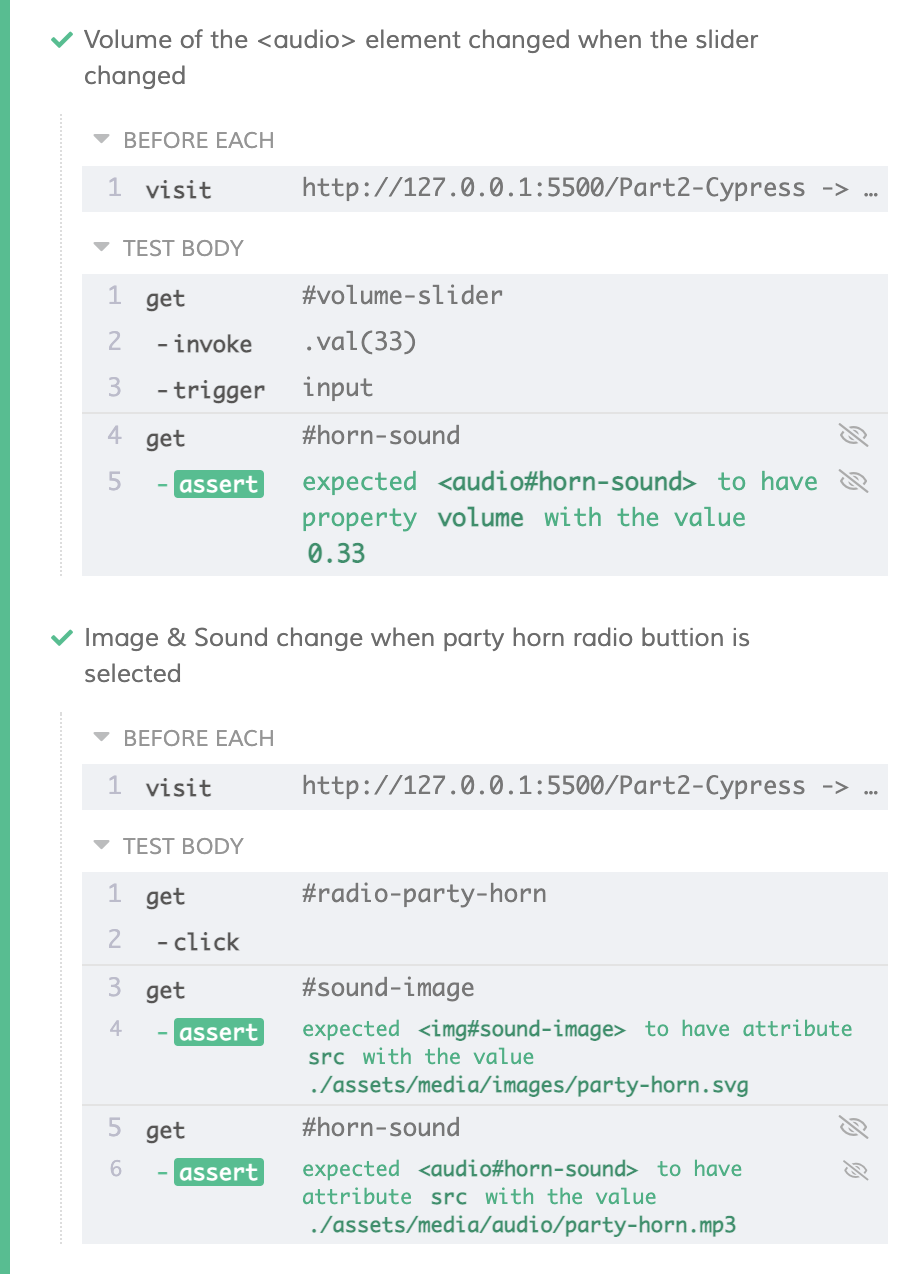 Volume of the <audio> element changed when the slider
changed
BEFORE EACH
1 visit http://127.0.0.1:5500/Part2-Cypress -> …
TEST BODY
1 get #volume-slider
2 -invoke .val(33)
3 -trigger input
4 get #horn-sound
5 -assert expected <audio#horn-sound> to have
property volume with the value
0.33
Image & Sound change when party horn radio buttion is
selected
BEFORE EACH
1 visit http://127.0.0.1:5500/Part2-Cypress -> …
TEST BODY
1 get #radio-party-horn
2 -click
3 get #sound-image
4 -assert expected <img#sound-image> to have attribute
src with the value
./assets/media/images/party-horn.svg
5 get #horn-sound
6 -assert expected <audio#horn-sound> to have
attribute src with the value
./assets/media/audio/party-horn.mp3